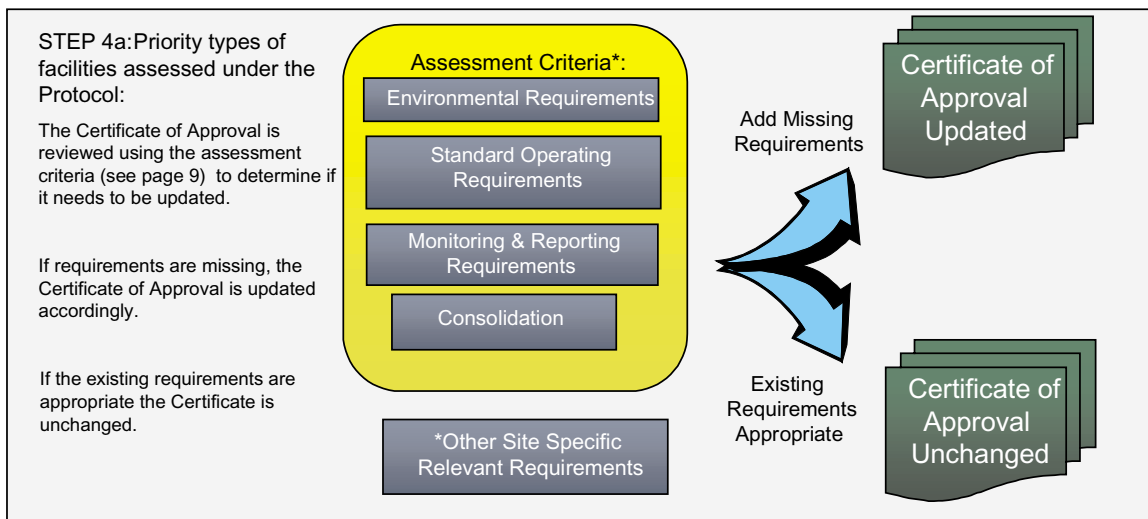 STEP 4a:Priority types of
facilities assessed under the
Protocol:
The Certificate of Approval is
reviewed using the assessment
criteria (see page 9)  to determine if
it needs to be updated.
If requirements are missing, the
Certificate of Approval is updated
accordingly.
If the existing requirements are
appropriate the Certificate is
unchanged.
Assessment Criteria*:
Environmental Requirements
Standard Operating
Requirements
Monitoring & Reporting
Requirements
Consolidation
*Other Site Specific
Relevant Requirements
Add Missing
Requirements
Existing
Requirements
Appropriate
Certificate of
Approval
Updated
Certificate of
Approval
Unchanged